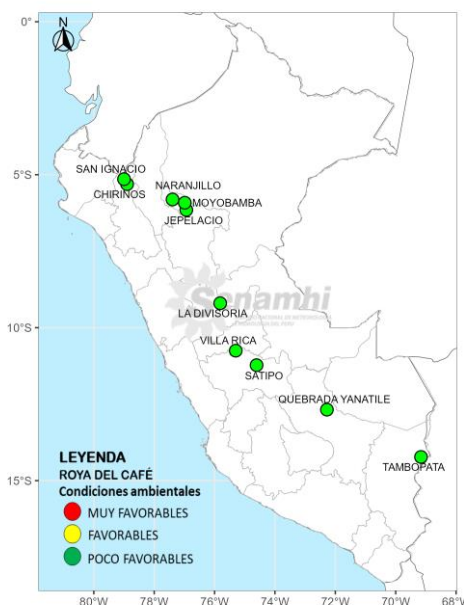 N
0°
SAN IGNACIO
5°S
NARANJILLO
CHIRINOS
MOYOBAMBA
JEPELACIO
Senamhi
LA DIVISORIA
10°S
VILLA RICA
SATIPO
QUEBRADA YANATILE
TAMBOPATA
15°S
LEYENDA
ROYA DEL CAFÉ
Condiciones ambientales
MUY FAVORABLES
FAVORABLES
POCO FAVORABLES
80°W 78°W 76°W 74°W 72°W 70°W 68°W